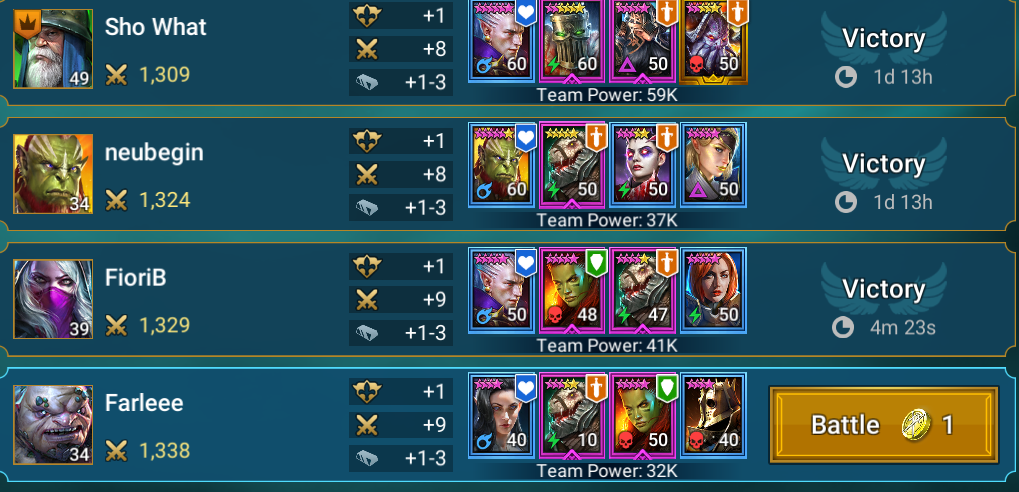 Sho What
49
1,309
+1
+8
+1-3
60
60
50
50
Team Power: 59K
Victory
1d 13h
neubegin
34
1,324
+1
+8
+1-3
60
50
50
50
Team Power: 37K
Victory
1d 13h
FioriB
39
1,329
+1
+9
+1-3
50
48
47
50
Team Power: 41K
Victory
4m 23s
Farleee
34
1,338
+1
+9
+1-3
40
10
50
40
Team Power: 32K
Battle 1